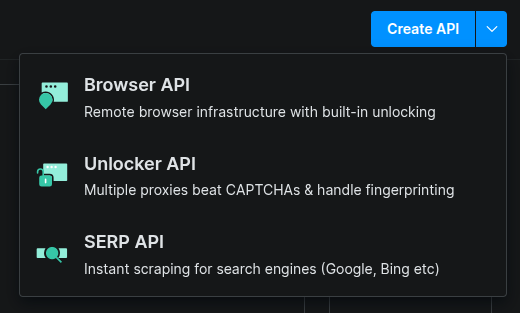 Create API
Browser API
Remote browser infrastructure with built-in unlocking
Unlocker API
Multiple proxies beat CAPTCHAs & handle fingerprinting
SERP API
Instant scraping for search engines (Google, Bing etc)